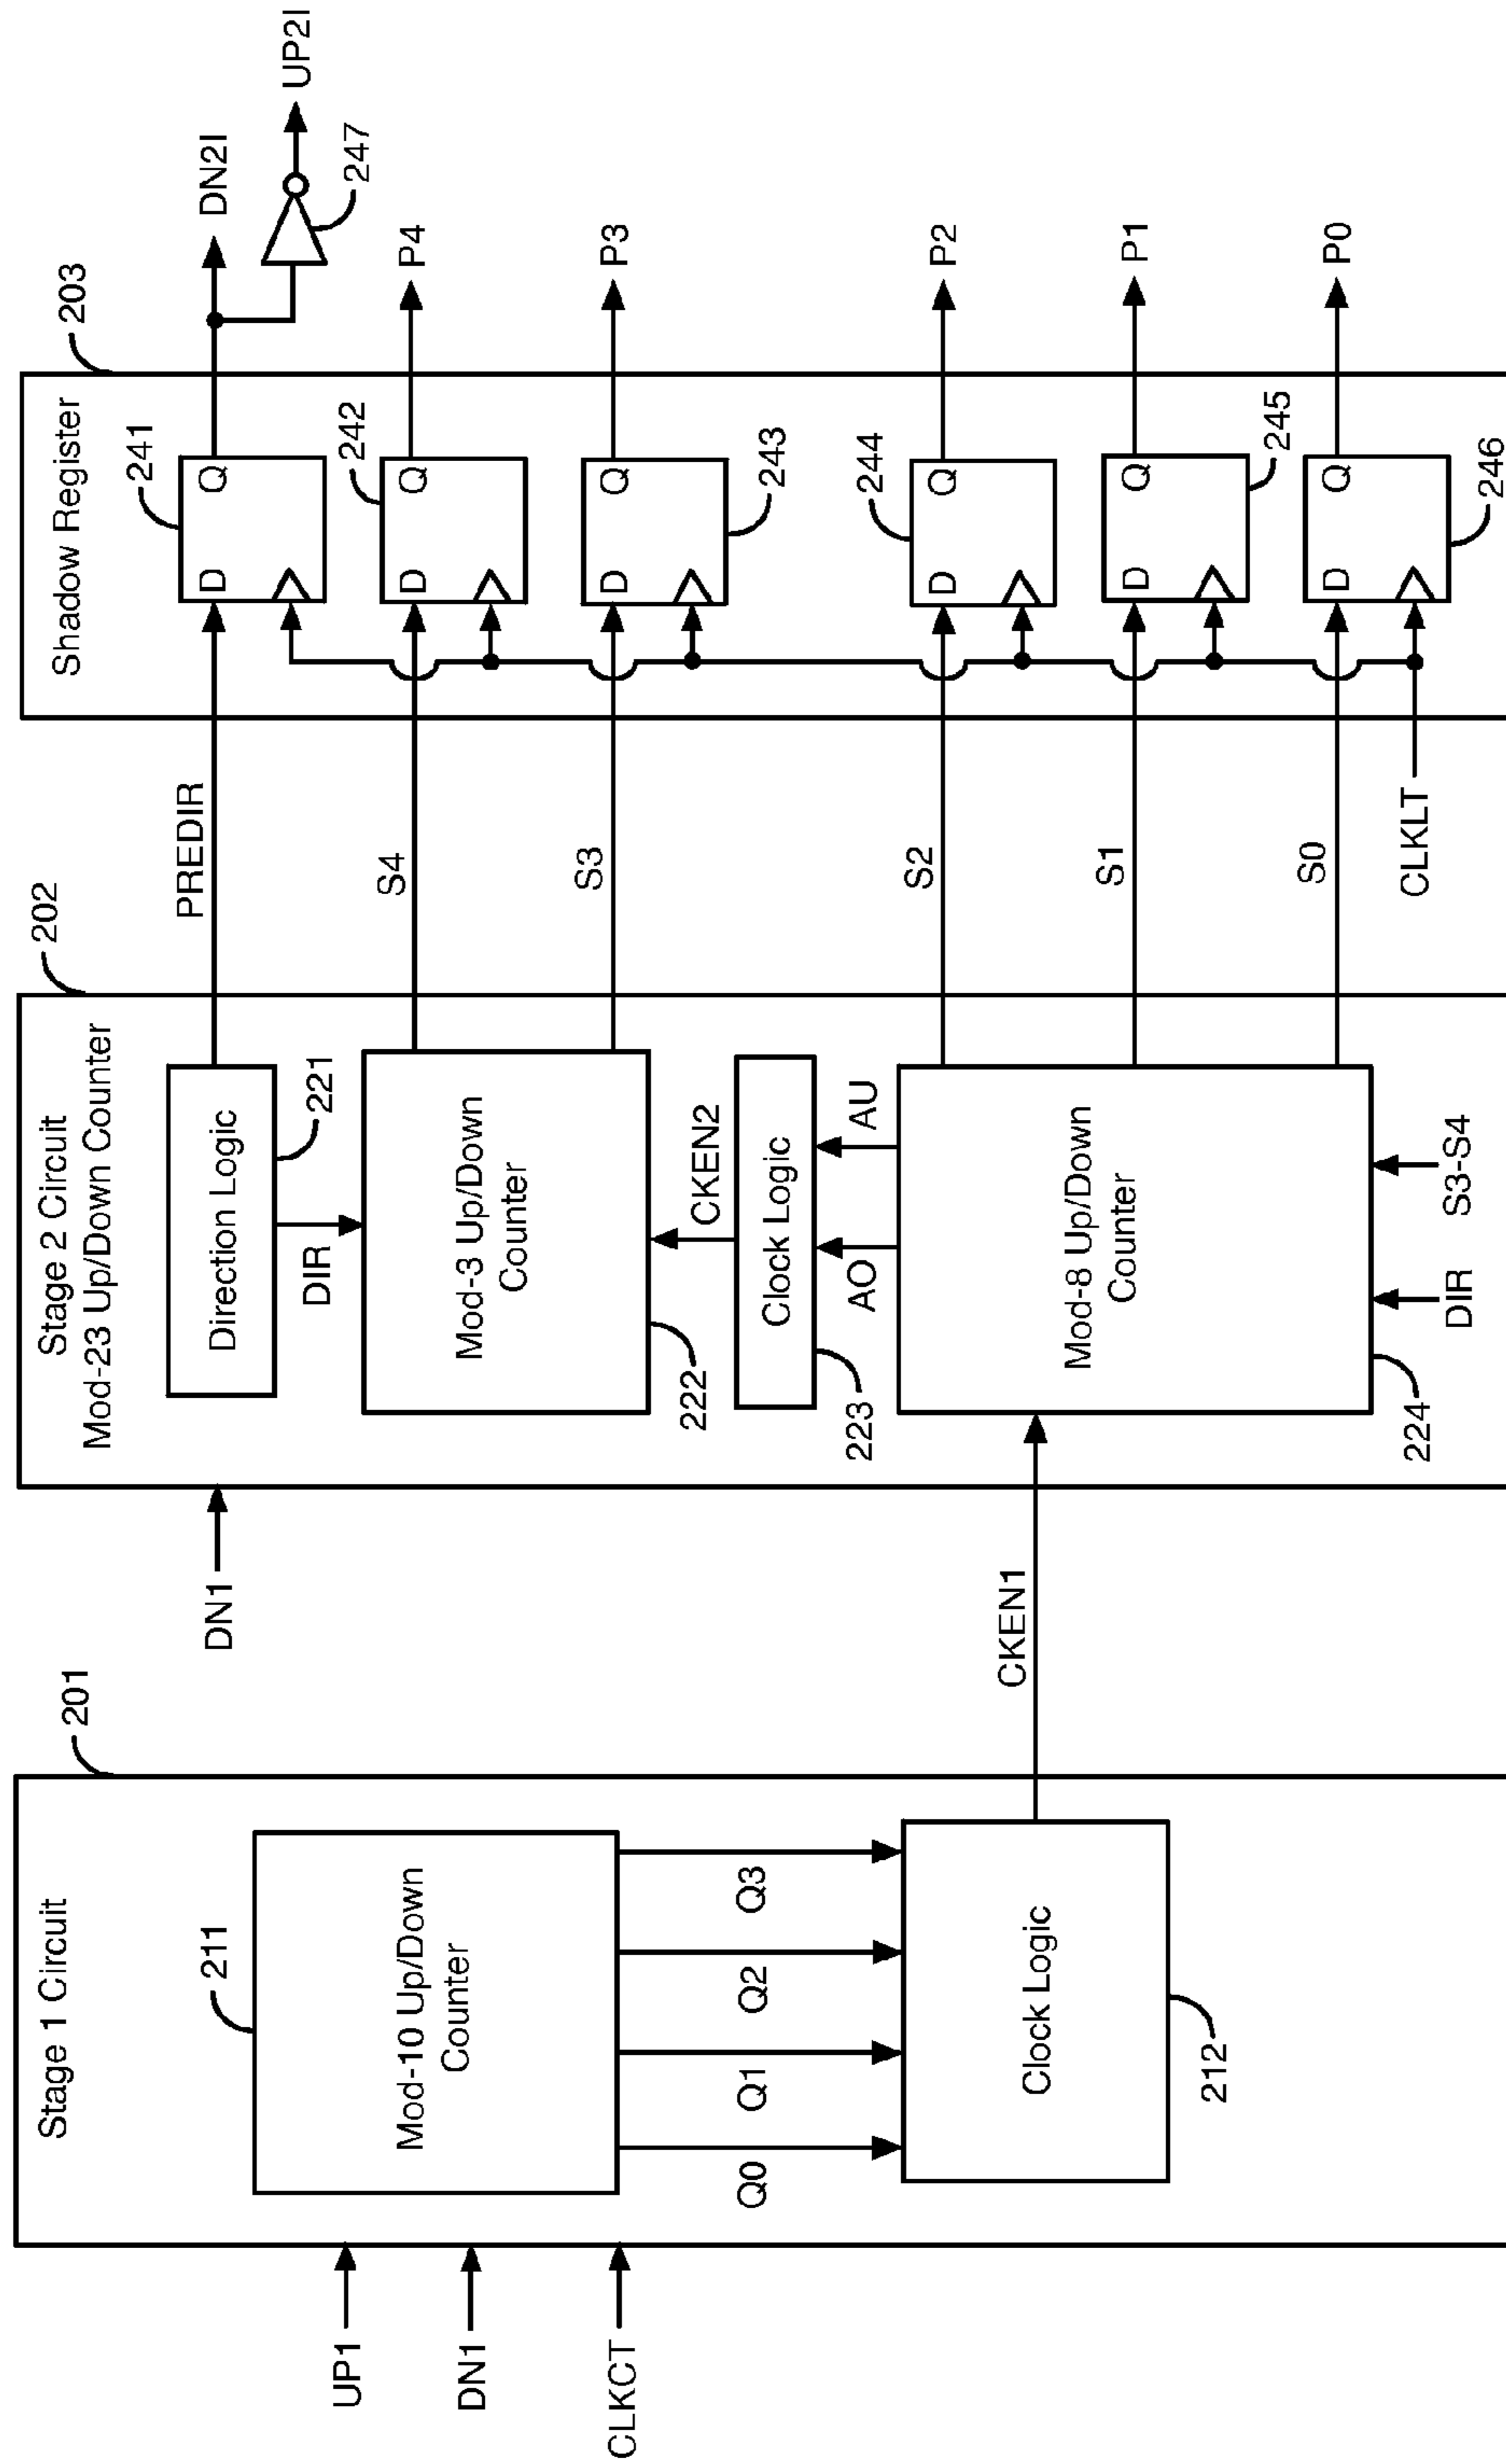 Stage 1 Circuit
201
211
Mod-10 Up/Down
Counter
UP1
DN1
CLKCT
Q0
Q1
Q2
Q3
Clock Logic
212
CKEN1
DN1
Stage 2 Circuit
Mod-23 Up/Down Counter
202
Direction Logic
221
DIR
Mod-3 Up/Down
Counter
222
CKEN2
Clock Logic
223
AO
AU
Mod-8 Up/Down
Counter
224
DIR
S3-S4
PREDIR
S4
S3
S2
S1
S0
CLKLT
Shadow Register
203
241
D
Q
242
D
Q
D
Q
243
244
D
Q
D
Q
245
D
Q
246
DN2I
UP2I
247
P4
P3
P2
P1
P0